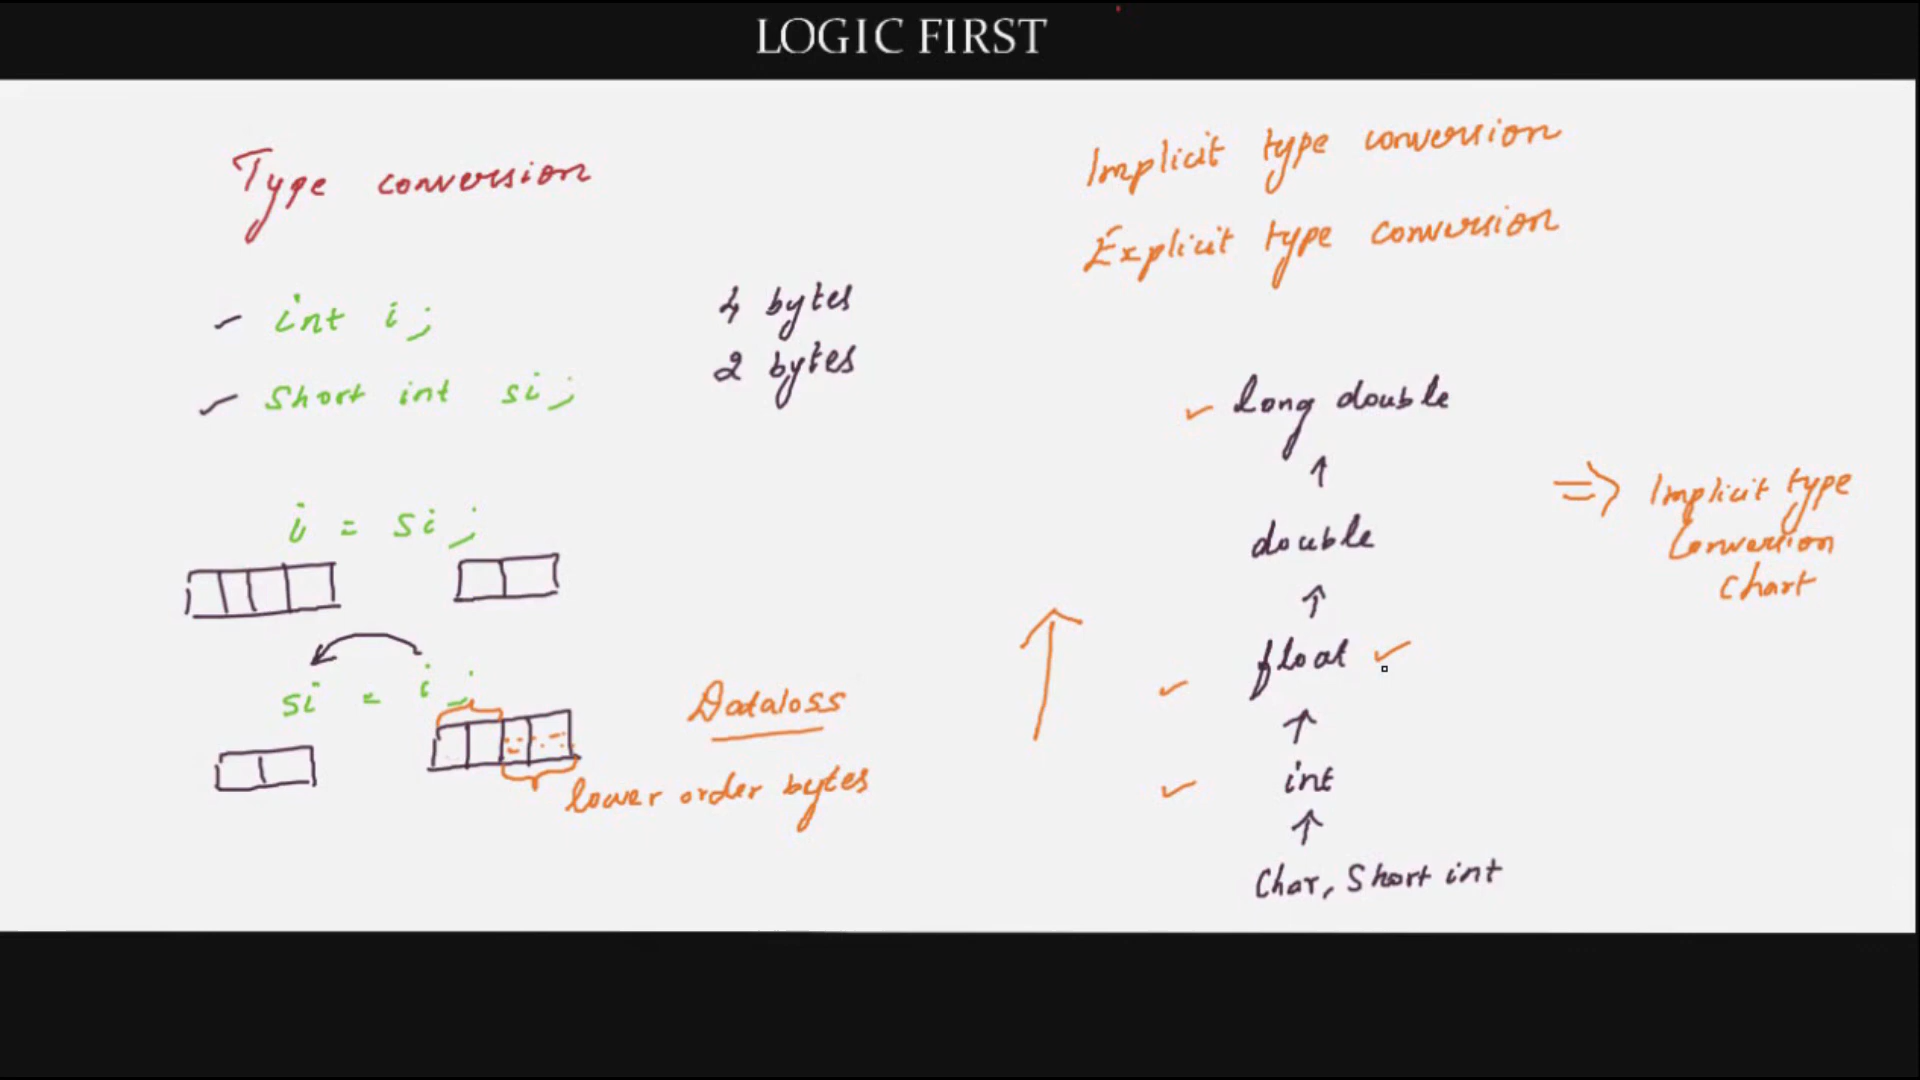 LOGIC FIRST
Type conversion
int i;
4 bytes
Short int si;
2 bytes
i = si;
si = i;
Dataloss
lower order bytes
Implicit type conversion
Explicit type conversion
long double
double
float
int
Char, Short int
=> Implicit type
Conversion
Chart